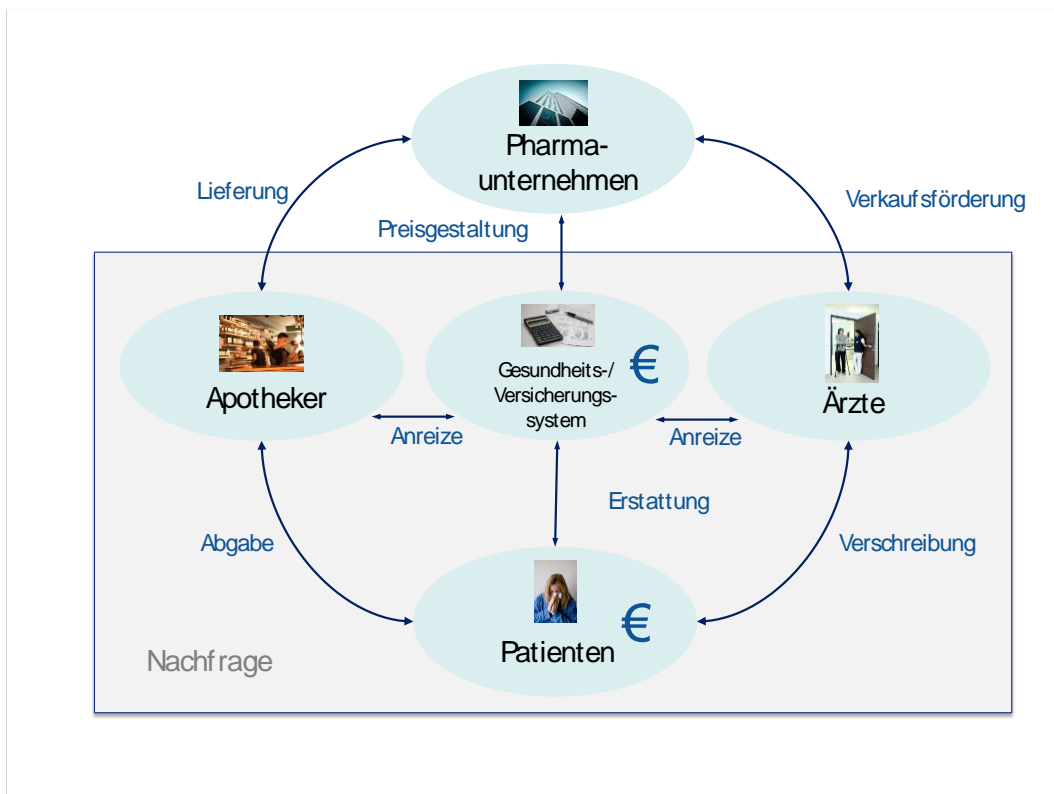 Pharma-
unternehmen
Lieferung
Verkaufsförderung
Preisgestaltung
€
Gesundheits-/
Versicherungs-
system
Apotheker
Ärzte
Anreize
Anreize
Erstattung
Abgabe
Verschreibung
€
Patienten
Nachfrage